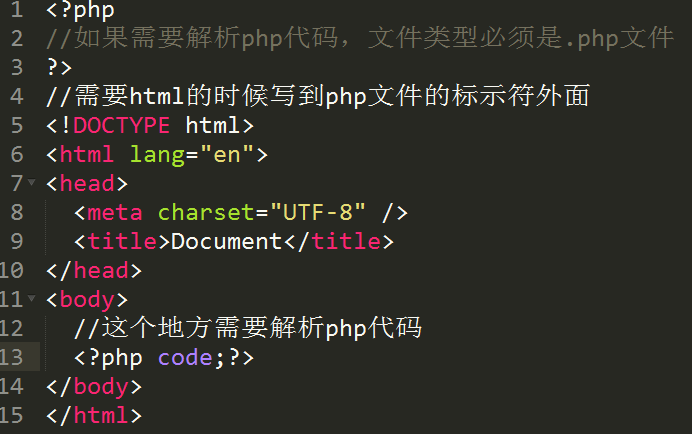 1 <?php
2 //如果需要解析php代码，文件类型必须是.php文件
3 ?>
4 //需要html的时候写到php文件的标示符外面
5 <!DOCTYPE html>
6 <html lang="en">
7 <head>
8   <meta charset="UTF-8" />
9   <title>Document</title>
10 </head>
11 <body>
12   //这个地方需要解析php代码
13   <?php code;?>
14 </body>
15 </html>